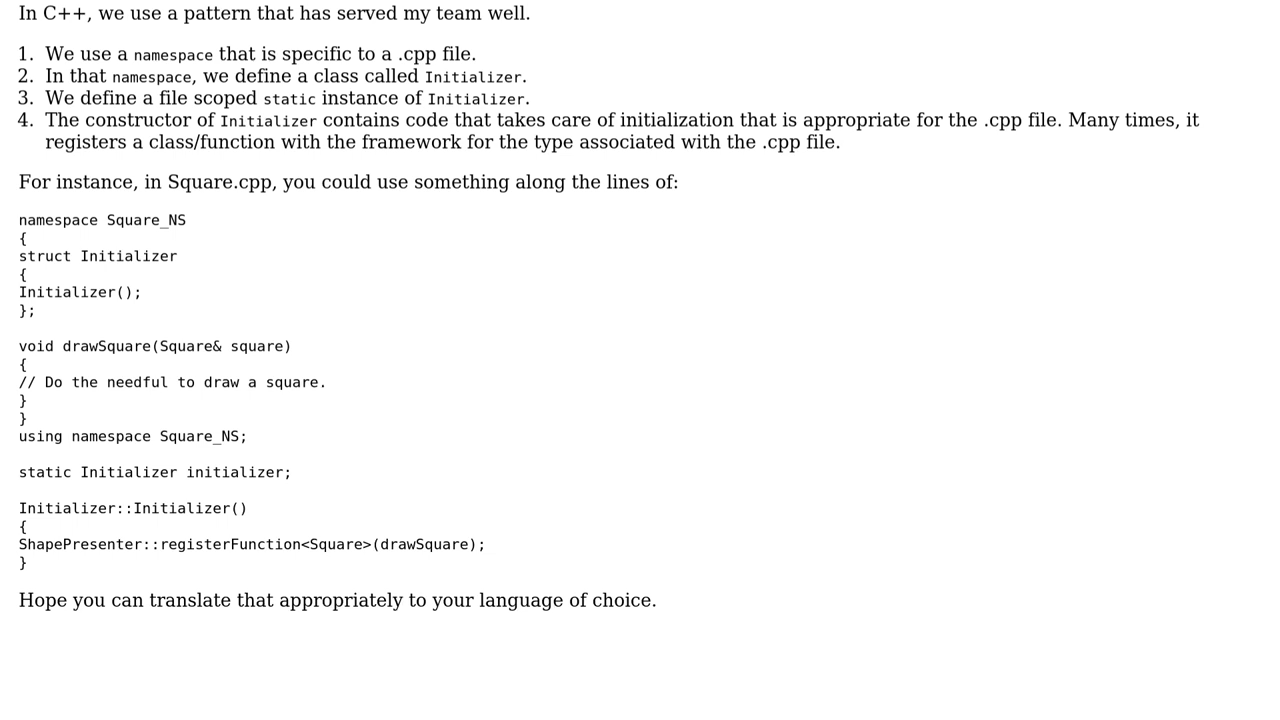 In C++, we use a pattern that has served my team well.
1. We use a namespace that is specific to a .cpp file.
2. In that namespace, we define a class called Initializer.
3. We define a file scoped static instance of Initializer.
4. The constructor of Initializer contains code that takes care of initialization that is appropriate for the .cpp file. Many times, it
registers a class/function with the framework for the type associated with the .cpp file.
For instance, in Square.cpp, you could use something along the lines of:
namespace Square_NS
{
struct Initializer
{
Initializer();
};
void drawSquare(Square& square)
{
// Do the needful to draw a square.
}
}
using namespace Square_NS;
static Initializer initializer;
Initializer::Initializer()
{
ShapePresenter::registerFunction<Square>(drawSquare);
}
Hope you can translate that appropriately to your language of choice.